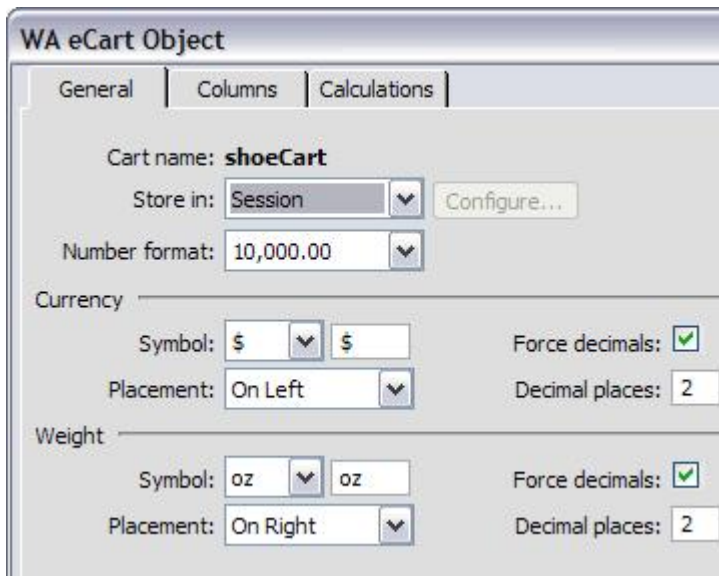 WA eCart Object
General Columns Calculations
Cart name: shoeCart
Store in: Session Configure...
Number format: 10,000.00
Currency
Symbol: $ $ Force decimals:
Placement: On Left Decimal places: 2
Weight
Symbol: oz oz Force decimals:
Placement: On Right Decimal places: 2